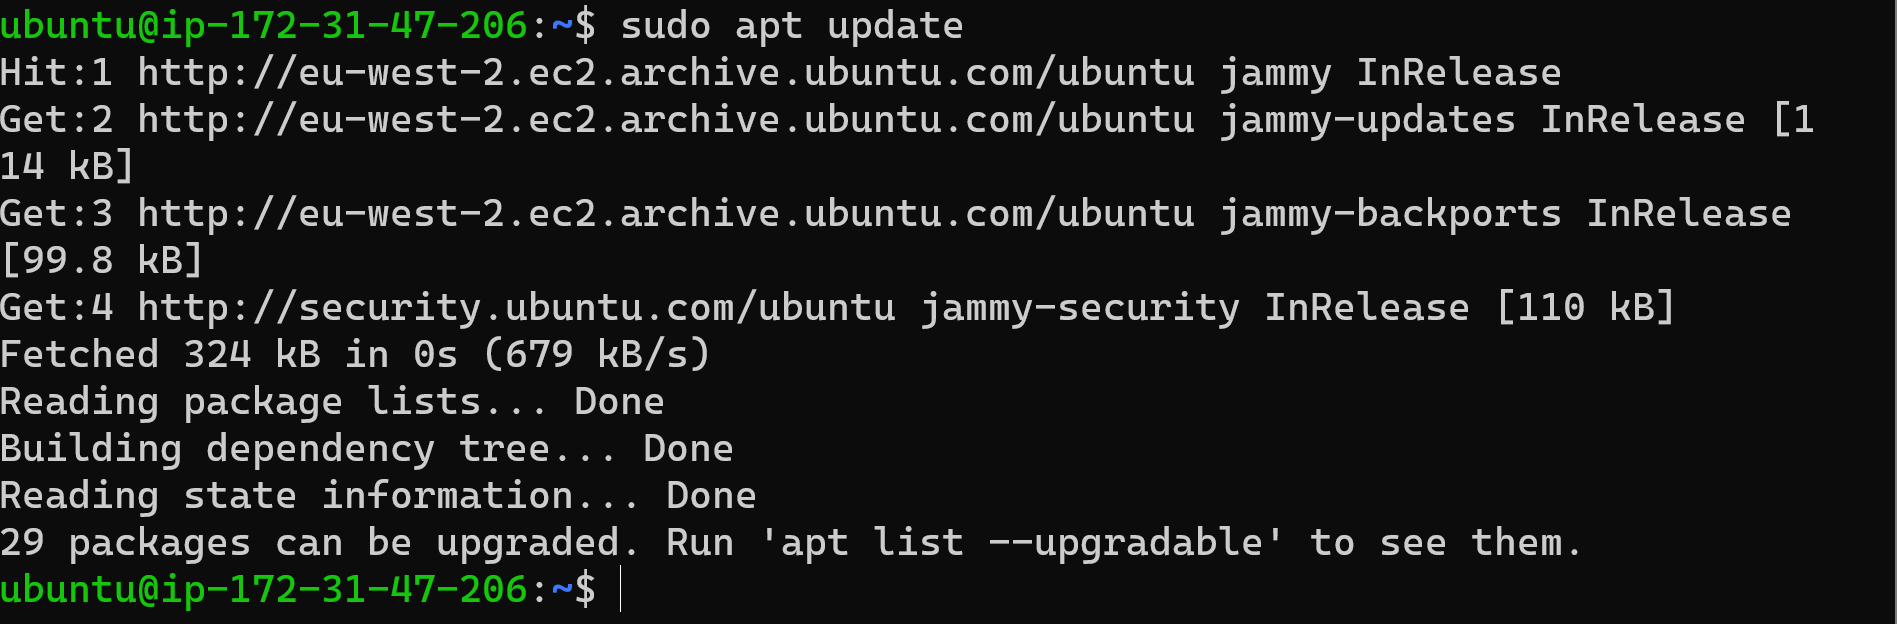 ubuntu@ip-172-31-47-206:~$ sudo apt update
Hit:1 http://eu-west-2.ec2.archive.ubuntu.com/ubuntu jammy InRelease
Get:2 http://eu-west-2.ec2.archive.ubuntu.com/ubuntu jammy-updates InRelease [1
14 kB]
Get:3 http://eu-west-2.ec2.archive.ubuntu.com/ubuntu jammy-backports InRelease
[99.8 kB]
Get:4 http://security.ubuntu.com/ubuntu jammy-security InRelease [110 kB]
Fetched 324 kB in 0s (679 kB/s)
Reading package lists... Done
Building dependency tree... Done
Reading state information... Done
29 packages can be upgraded. Run 'apt list --upgradable' to see them.
ubuntu@ip-172-31-47-206:~$